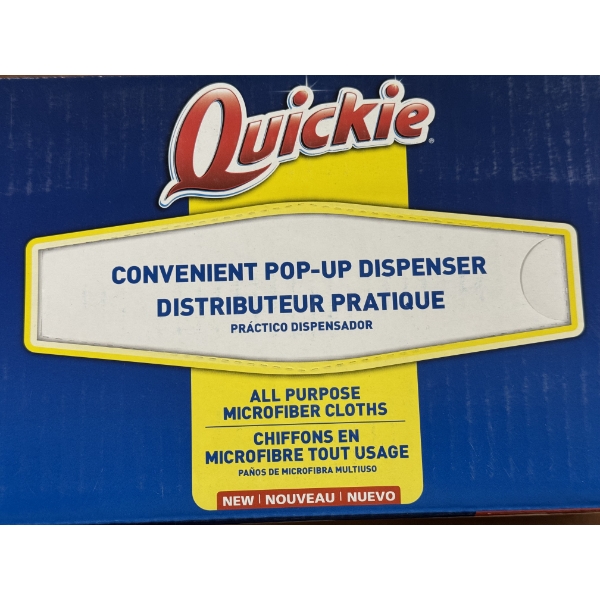 Quickie®
CONVENIENT POP-UP DISPENSER
DISTRIBUTEUR PRATIQUE
PRÁCTICO DISPENSADOR
ALL PURPOSE
MICROFIBER CLOTHS
CHIFFONS EN
MICROFIBRE TOUT USAGE
PAÑOS DE MICROFIBRA MULTIUSO
NEW | NOUVEAU | NUEVO